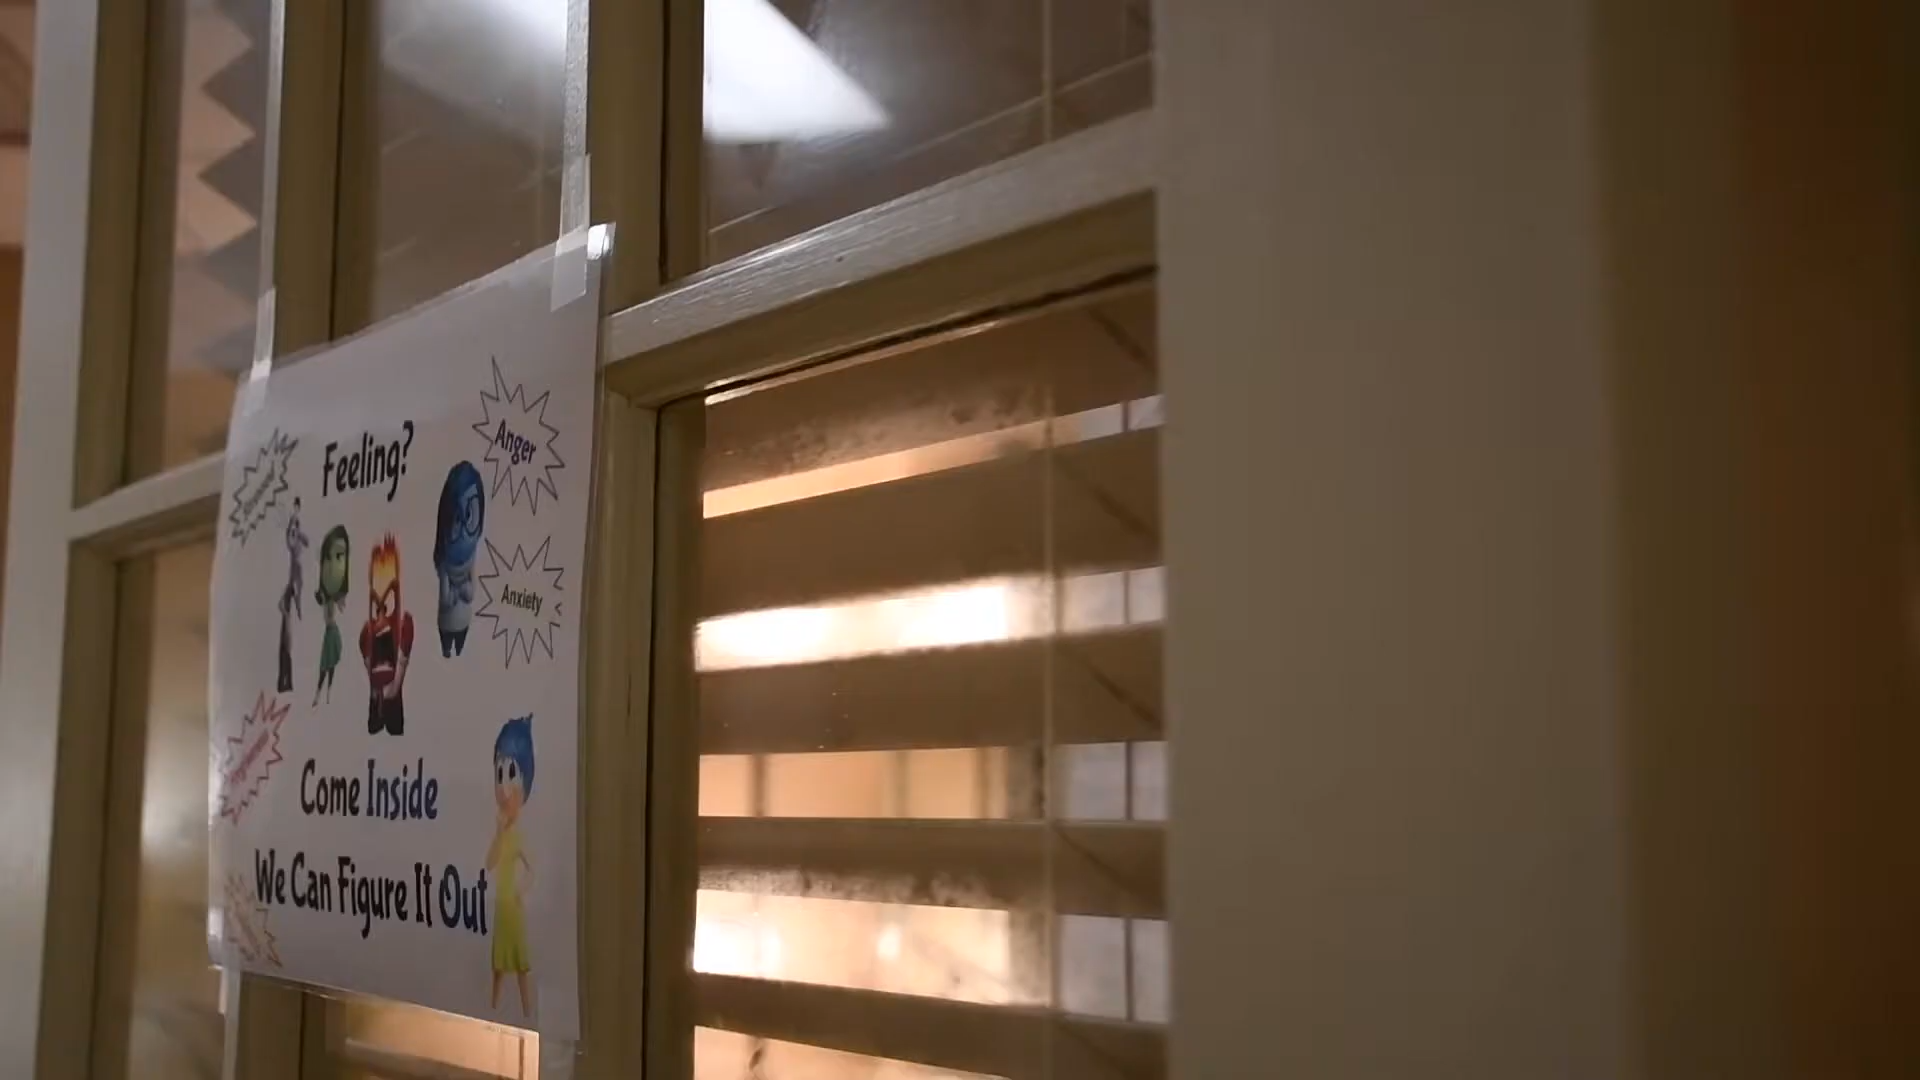 Feeling?
Anger
Anxiety
Come Inside
We Can Figure It Out